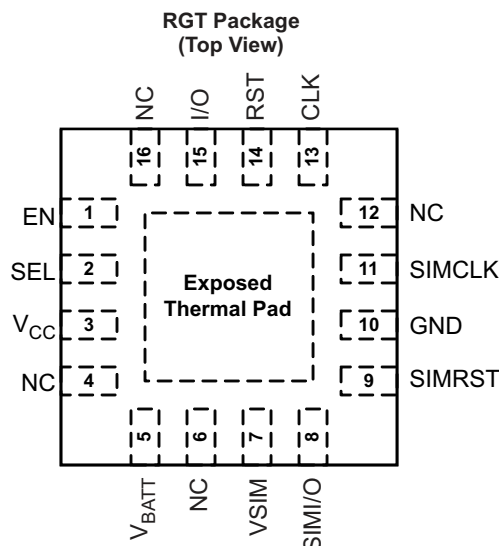 RGT Package
(Top View)
NC
I/O
RST
CLK
16
15
14
13
EN 1
12 NC
SEL 2
11 SIMCLK
Exposed
Thermal Pad
VCC 3
10 GND
NC 4
9 SIMRST
5
6
7
8
VBATT
NC
VSIM
SIMI/O